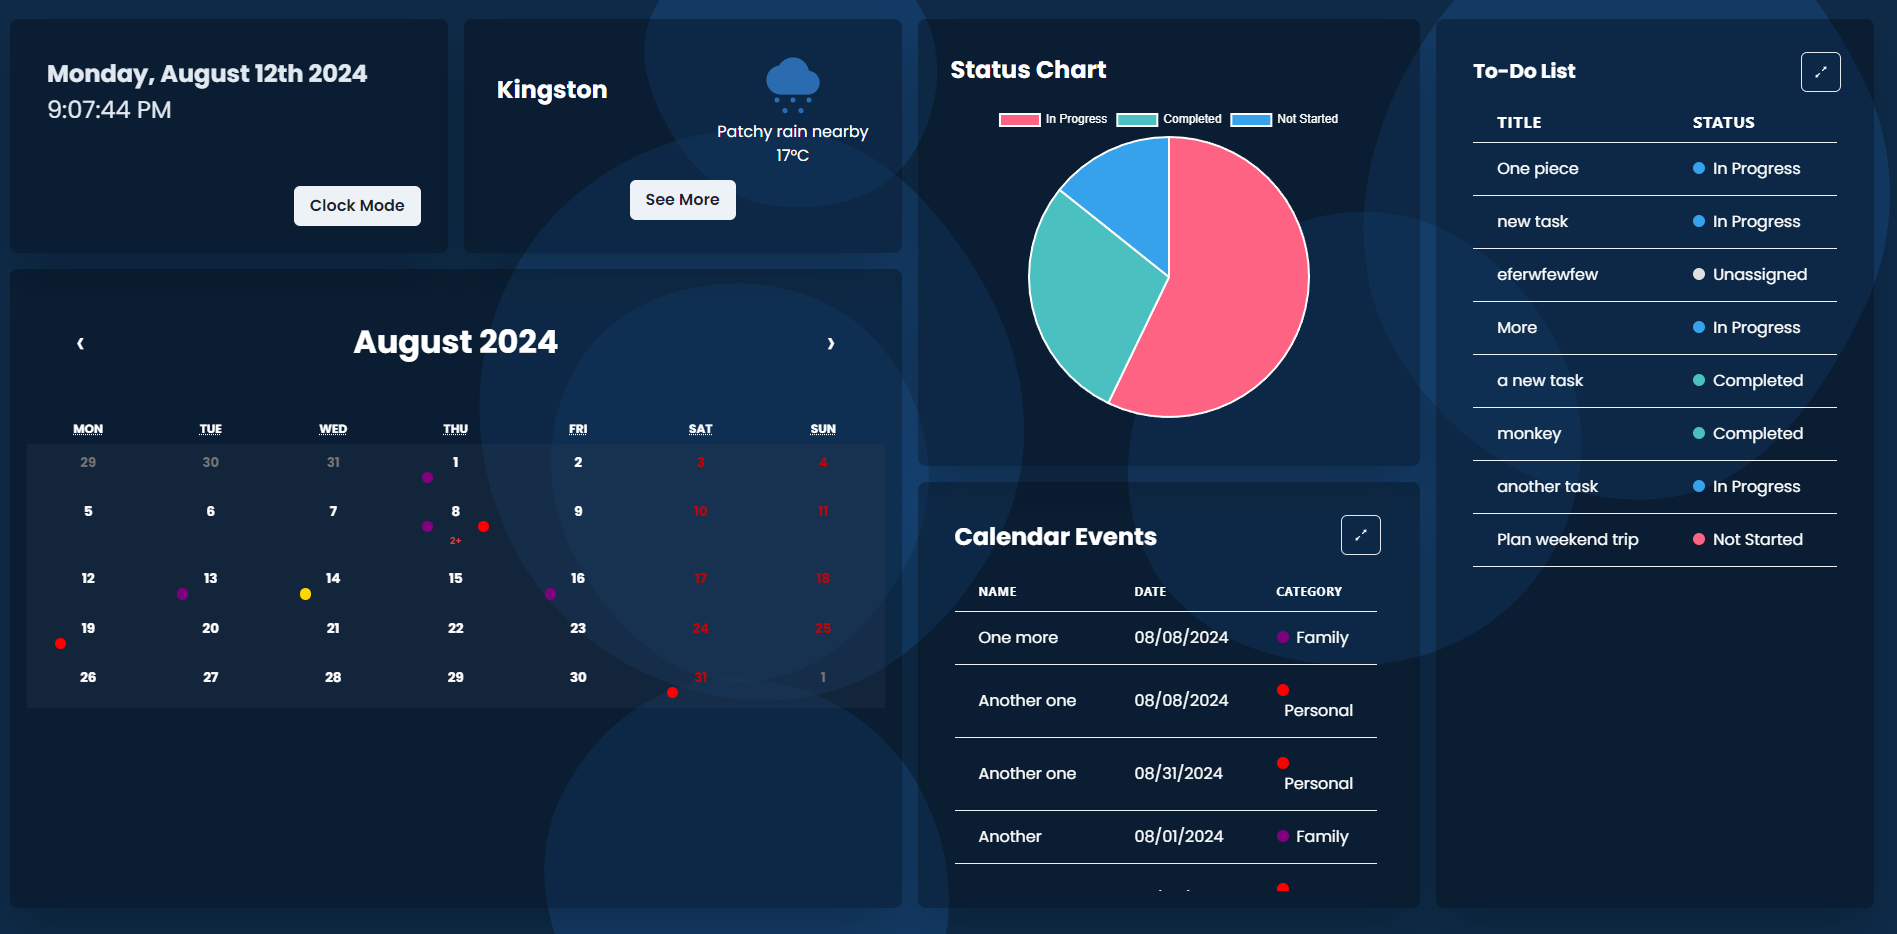 Monday, August 12th 2024
9:07:44 PM
Clock Mode
Kingston
Patchy rain nearby
17°C
See More
‹ August 2024 ›
MON TUE WED THU FRI SAT SUN
29 30 31 1 2 3 4
5 6 7 8 9 10 11
2+
12 13 14 15 16 17 18
19 20 21 22 23 24 25
26 27 28 29 30 31 1
Status Chart
In Progress Completed Not Started
Calendar Events
NAME DATE CATEGORY
One more 08/08/2024 Family
Another one 08/08/2024 Personal
Another one 08/31/2024 Personal
Another 08/01/2024 Family
To-Do List
TITLE STATUS
One piece In Progress
new task In Progress
eferwfewfew Unassigned
More In Progress
a new task Completed
monkey Completed
another task In Progress
Plan weekend trip Not Started